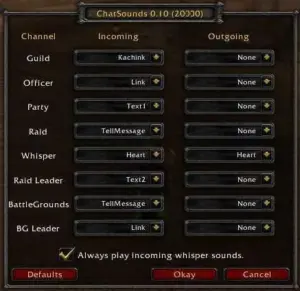 ChatSounds 0.10 (20000)
Channel Incoming Outgoing
Guild Kachink None
Officer Link None
Party Text1 None
Raid TellMessage None
Whisper Heart Heart
Raid Leader Text2 None
BattleGrounds TellMessage None
BG Leader Link None
Always play incoming whisper sounds.
Defaults Okay Cancel